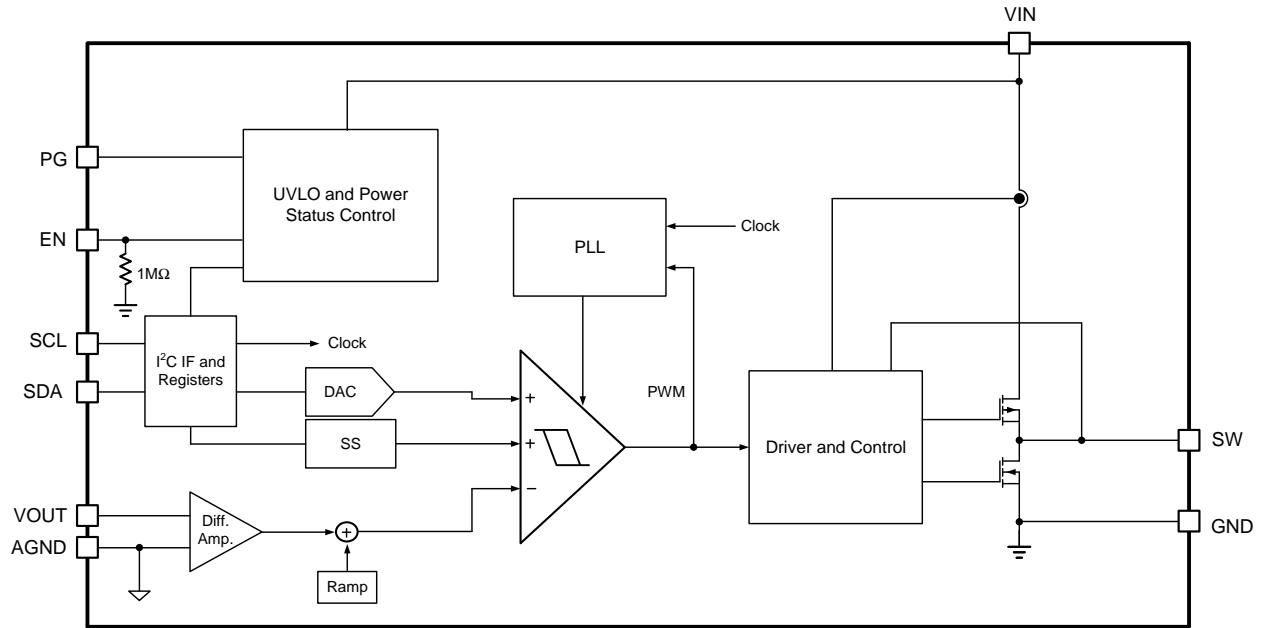 VIN
PG
UVLO and Power
Status Control
EN
1MΩ
PLL
Clock
SCL
I²C IF and
Registers
Clock
SDA
DAC
+
PWM
SS
+
Driver and Control
SW
−
VOUT
Diff.
Amp.
+
AGND
GND
Ramp